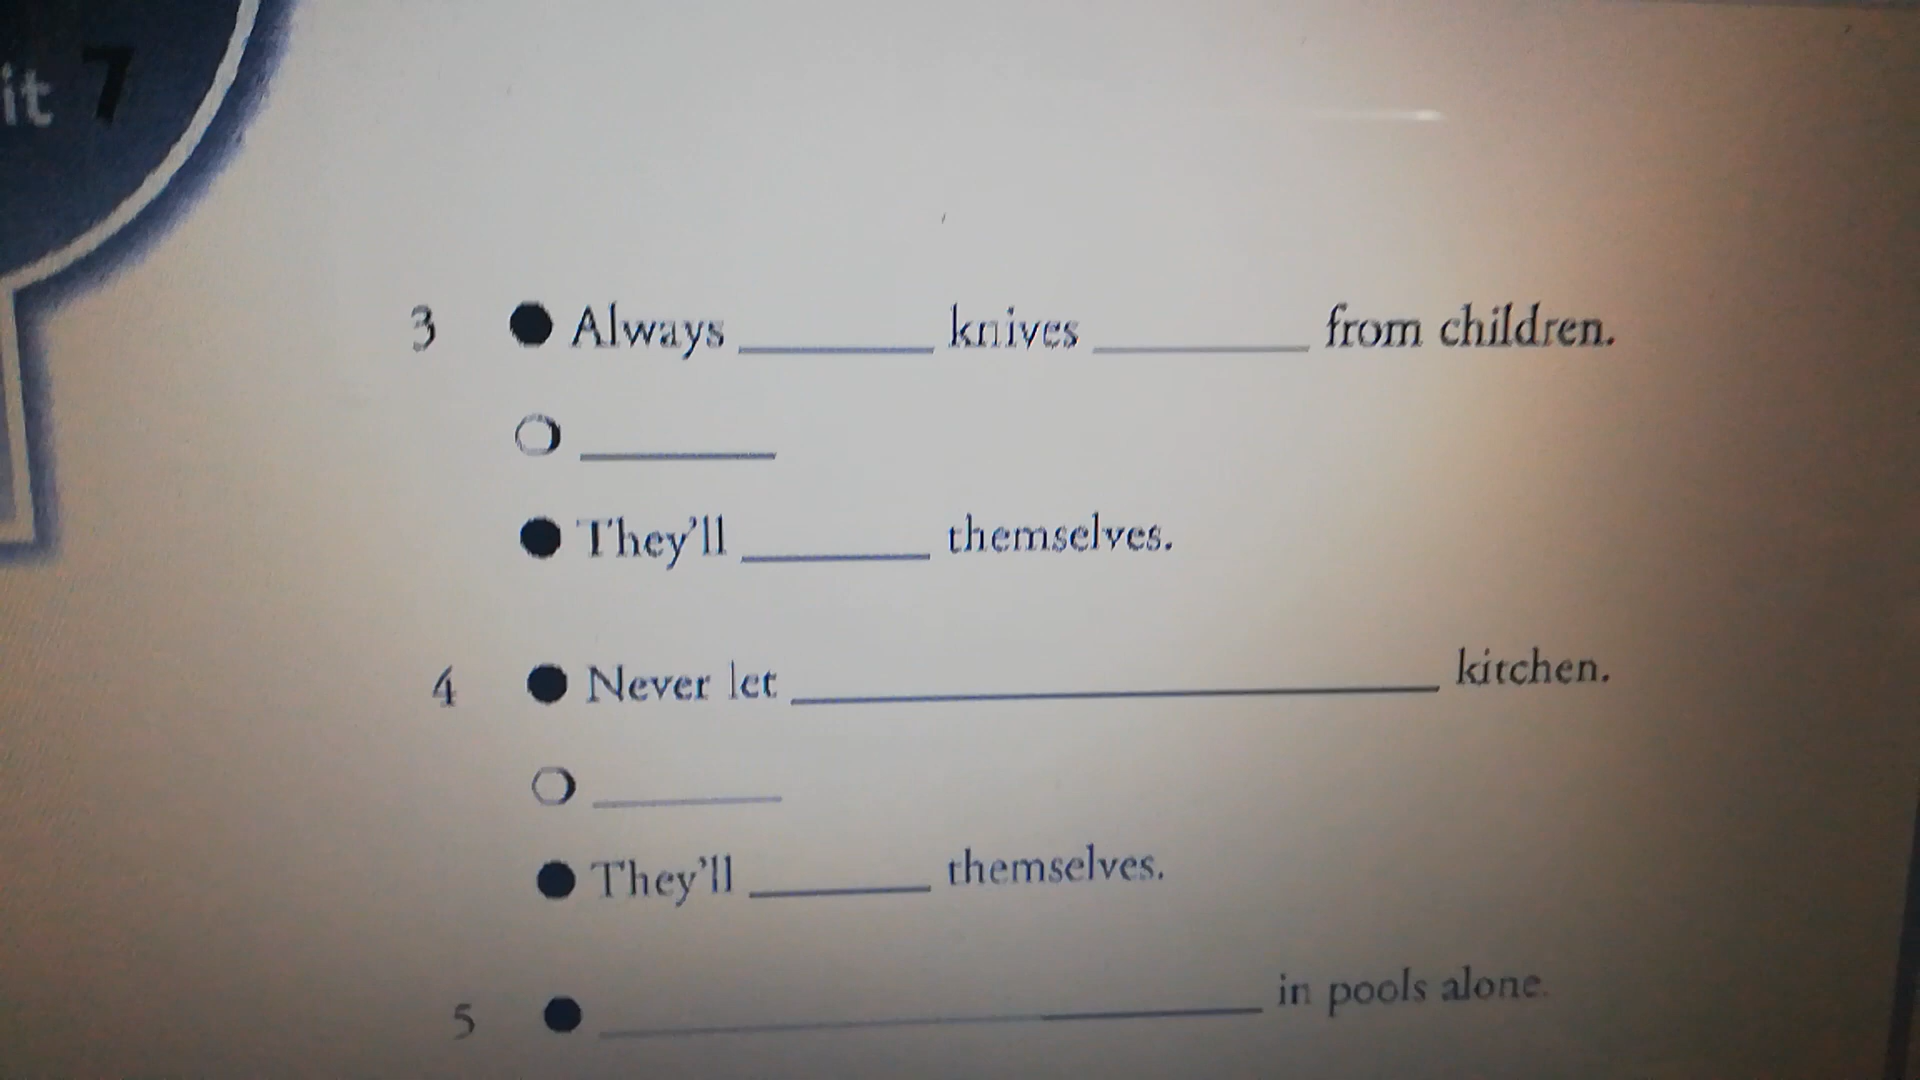 it 7
3 ● Always ______ knives ______ from children.
○ ______
● They'll ______ themselves.
4 ● Never let ______ kitchen.
○ ______
● They'll ______ themselves.
5 ● ______ in pools alone.